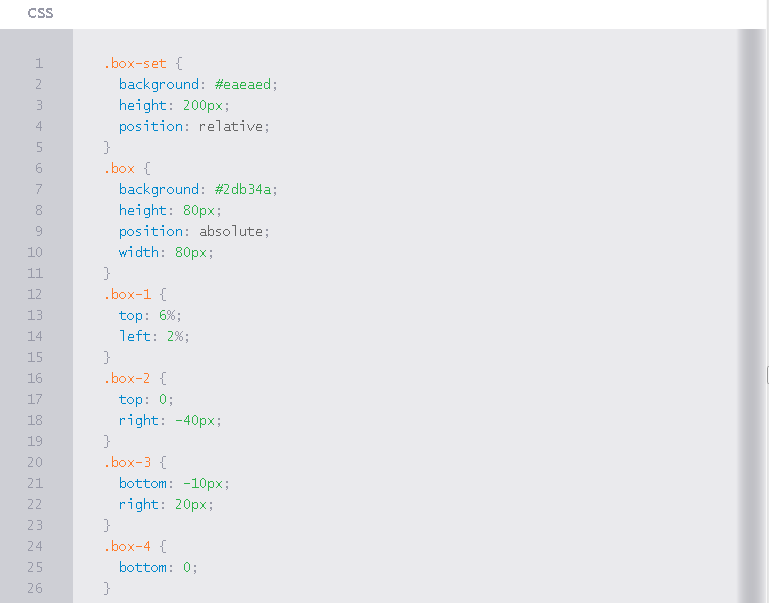 CSS
1 .box-set {
2 background: #eaeaed;
3 height: 200px;
4 position: relative;
5 }
6 .box {
7 background: #2db34a;
8 height: 80px;
9 position: absolute;
10 width: 80px;
11 }
12 .box-1 {
13 top: 6%;
14 left: 2%;
15 }
16 .box-2 {
17 top: 0;
18 right: -40px;
19 }
20 .box-3 {
21 bottom: -10px;
22 right: 20px;
23 }
24 .box-4 {
25 bottom: 0;
26 }